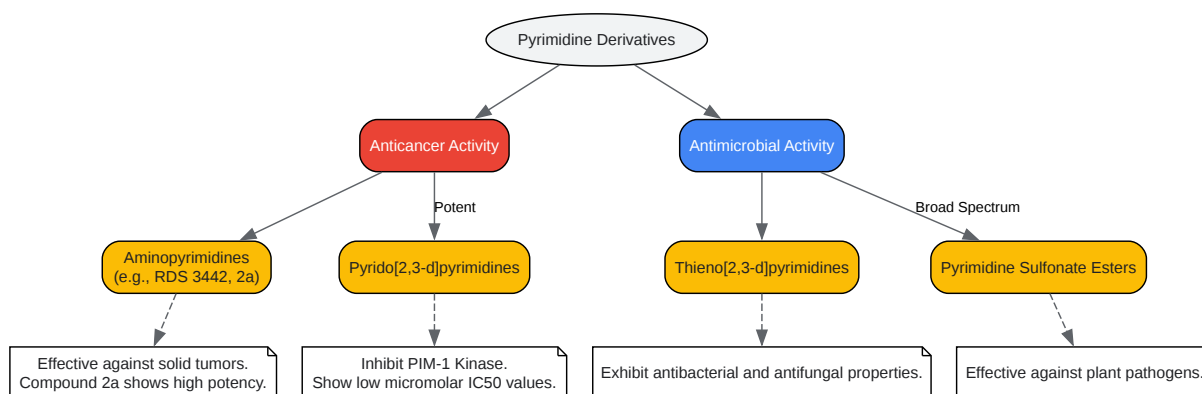 Pyrimidine Derivatives
Anticancer Activity
Antimicrobial Activity
Potent
Broad Spectrum
Aminopyrimidines
(e.g., RDS 3442, 2a)
Pyrido[2,3-d]pyrimidines
Thieno[2,3-d]pyrimidines
Pyrimidine Sulfonate Esters
Effective against solid tumors.
Compound 2a shows high potency.
Inhibit PIM-1 Kinase.
Show low micromolar IC50 values.
Exhibit antibacterial and antifungal properties.
Effective against plant pathogens.